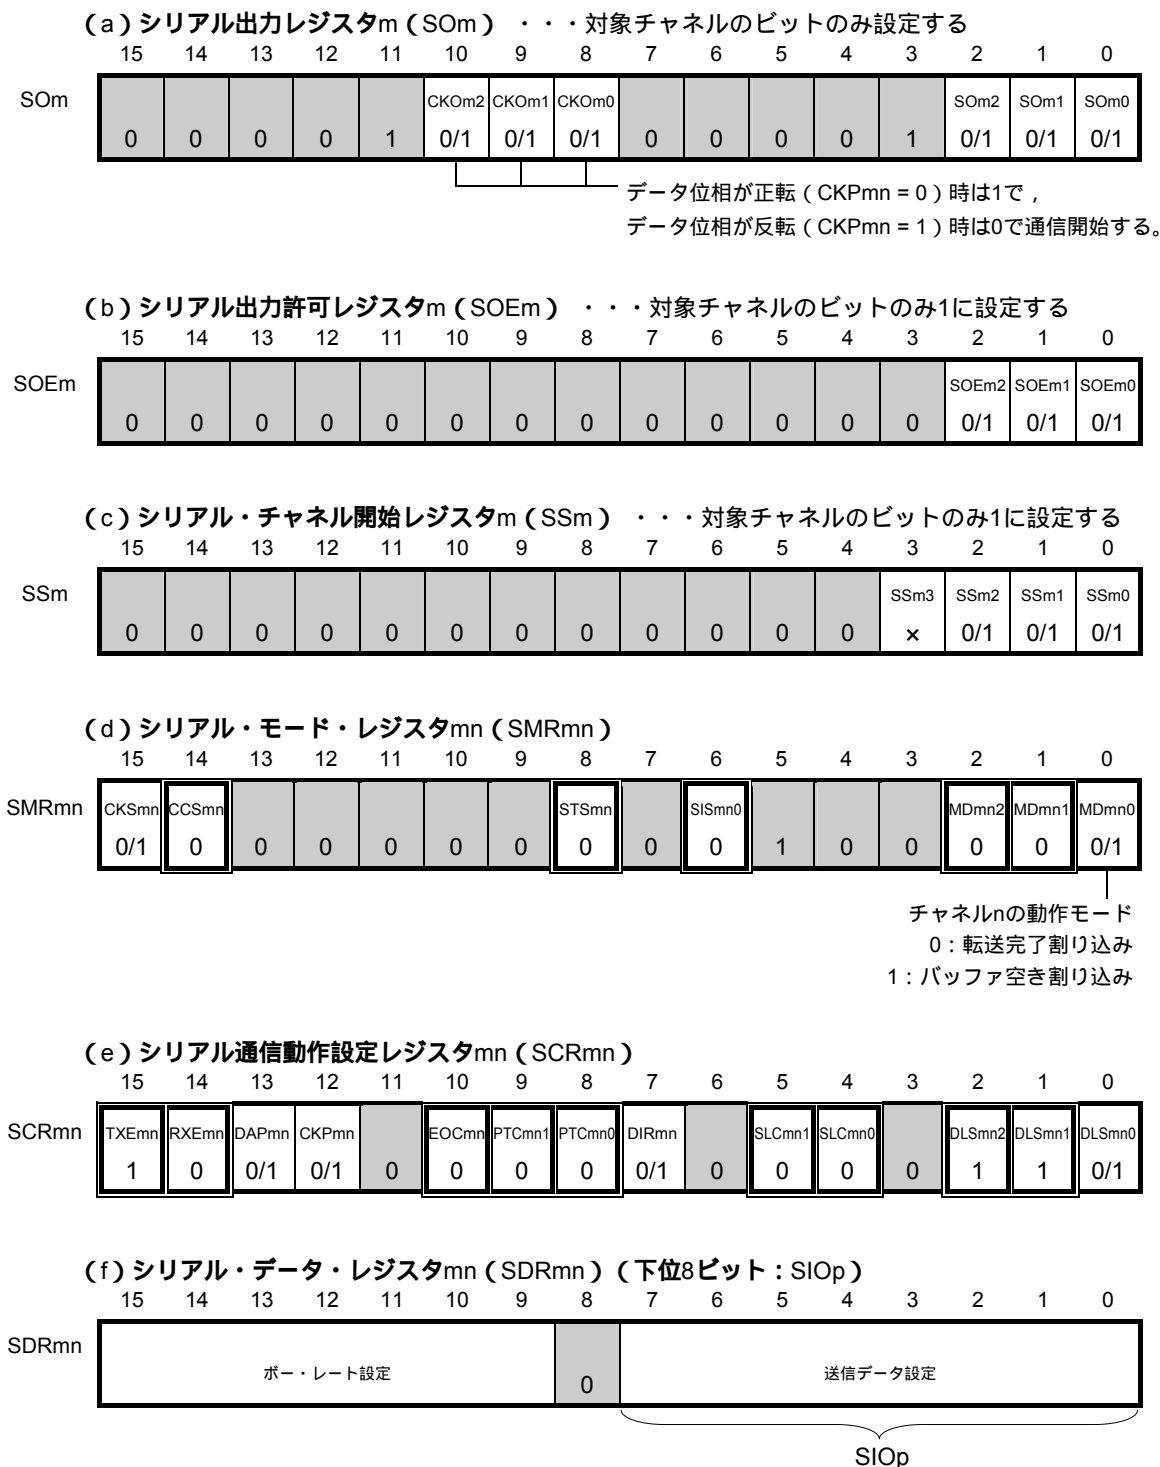 （a）シリアル出力レジスタm（SOm）　・・・対象チャネルのビットのみ設定する
15 14 13 12 11 10 9 8 7 6 5 4 3 2 1 0
SOm
CKOm2 CKOm1 CKOm0 SOm2 SOm1 SOm0
0 0 0 0 1 0/1 0/1 0/1 0 0 0 0 1 0/1 0/1 0/1
データ位相が正転（CKPmn = 0）時は1で，
データ位相が反転（CKPmn = 1）時は0で通信開始する。
（b）シリアル出力許可レジスタm（SOEm）　・・・対象チャネルのビットのみ1に設定する
15 14 13 12 11 10 9 8 7 6 5 4 3 2 1 0
SOEm
SOEm2 SOEm1 SOEm0
0 0 0 0 0 0 0 0 0 0 0 0 0 0/1 0/1 0/1
（c）シリアル・チャネル開始レジスタm（SSm）　・・・対象チャネルのビットのみ1に設定する
15 14 13 12 11 10 9 8 7 6 5 4 3 2 1 0
SSm
SSm3 SSm2 SSm1 SSm0
0 0 0 0 0 0 0 0 0 0 0 0 × 0/1 0/1 0/1
（d）シリアル・モード・レジスタmn（SMRmn）
15 14 13 12 11 10 9 8 7 6 5 4 3 2 1 0
SMRmn
CKSmn CCSmn STSmn SISmn0 MDmn2 MDmn1 MDmn0
0/1 0 0 0 0 0 0 0 0 0 1 0 0 0 0 0/1
チャネルnの動作モード
0：転送完了割り込み
1：バッファ空き割り込み
（e）シリアル通信動作設定レジスタmn（SCRmn）
15 14 13 12 11 10 9 8 7 6 5 4 3 2 1 0
SCRmn
TXEmn RXEmn DAPmn CKPmn EOCmn PTCmn1 PTCmn0 DIRmn SLCmn1 SLCmn0 DLSmn2 DLSmn1 DLSmn0
1 0 0/1 0/1 0 0 0 0 0/1 0 0 0 0 1 1 0/1
（f）シリアル・データ・レジスタmn（SDRmn）（下位8ビット：SIOp）
15 14 13 12 11 10 9 8 7 6 5 4 3 2 1 0
SDRmn
ボー・レート設定 0 送信データ設定
SIOp